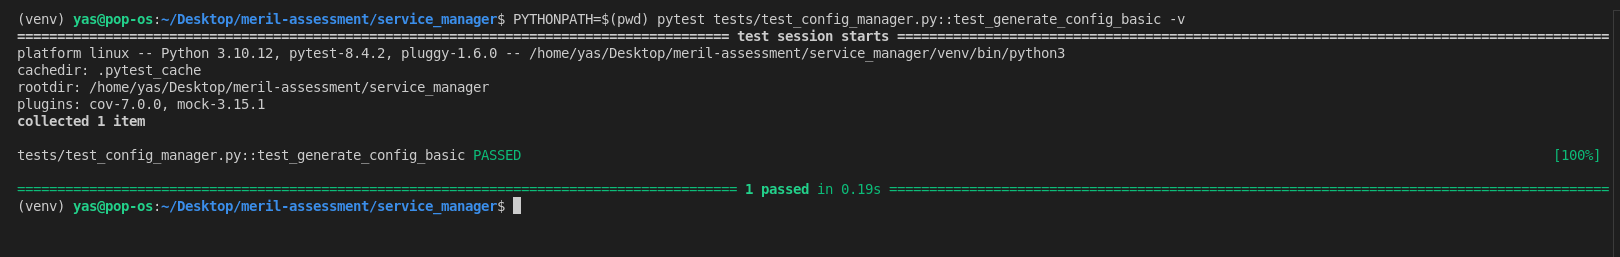 (venv) yas@pop-os:~/Desktop/meril-assessment/service_manager$ PYTHONPATH=$(pwd) pytest tests/test_config_manager.py::test_generate_config_basic -v
========================================================================================= test session starts =========================================================================================
platform linux -- Python 3.10.12, pytest-8.4.2, pluggy-1.6.0 -- /home/yas/Desktop/meril-assessment/service_manager/venv/bin/python3
cachedir: .pytest_cache
rootdir: /home/yas/Desktop/meril-assessment/service_manager
plugins: cov-7.0.0, mock-3.15.1
collected 1 item
tests/test_config_manager.py::test_generate_config_basic PASSED [100%]
========================================================================================== 1 passed in 0.19s ==========================================================================================
(venv) yas@pop-os:~/Desktop/meril-assessment/service_manager$